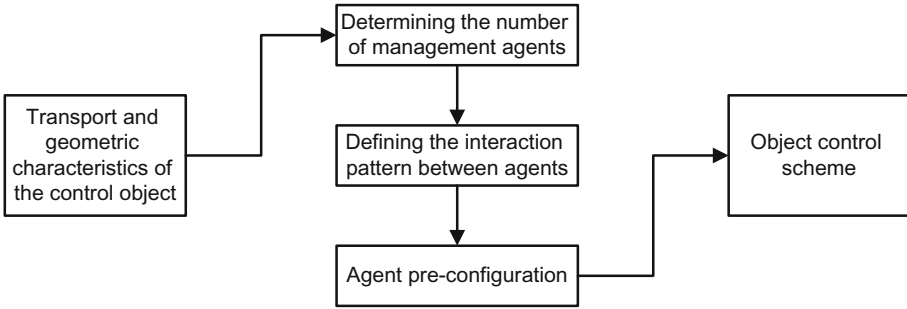 Transport and
geometric
characteristics of
the control object
Determining the number
of management agents
Defining the interaction
pattern between agents
Agent pre-configuration
Object control
scheme